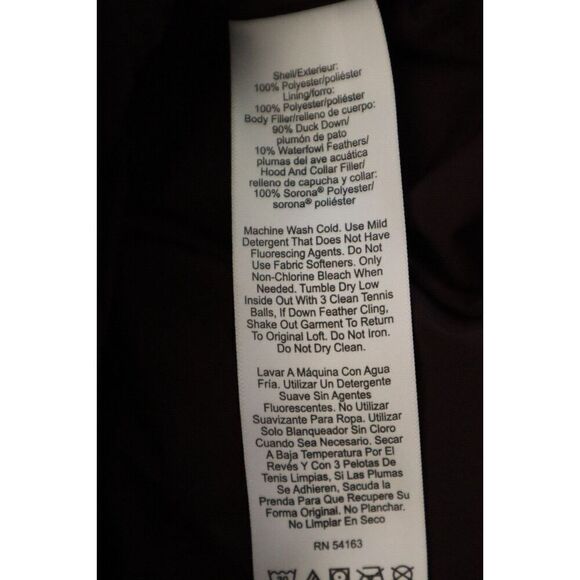 Shell/Exterieur:
100% Polyester/poliéster
Lining/forro:
100% Polyester/poliéster
Body Filler/relleno de cuerpo:
90% Duck Down/
plumón de pato
10% Waterfowl Feathers/
plumas del ave acuática
Hood And Collar Filler/
relleno de capucha y collar:
100% Sorona® Polyester/
sorona® poliéster
Machine Wash Cold. Use Mild
Detergent That Does Not Have
Fluorescing Agents. Do Not
Use Fabric Softeners. Only
Non-Chlorine Bleach When
Needed. Tumble Dry Low
Inside Out With 3 Clean Tennis
Balls, If Down Feather Cling,
Shake Out Garment To Return
To Original Loft. Do Not Iron.
Do Not Dry Clean.
Lavar A Máquina Con Agua
Fría. Utilizar Un Detergente
Suave Sin Agentes
Fluorescentes. No Utilizar
Suavizante Para Ropa. Utilizar
Solo Blanqueador Sin Cloro
Cuando Sea Necesario. Secar
A Baja Temperatura Por El
Revés Y Con 3 Pelotas De
Tenis Limpias, Si Las Plumas
Se Adhieren, Sacuda la
Prenda Para Que Recupere Su
Forma Original. No Planchar.
No Limpiar En Seco
RN 54163